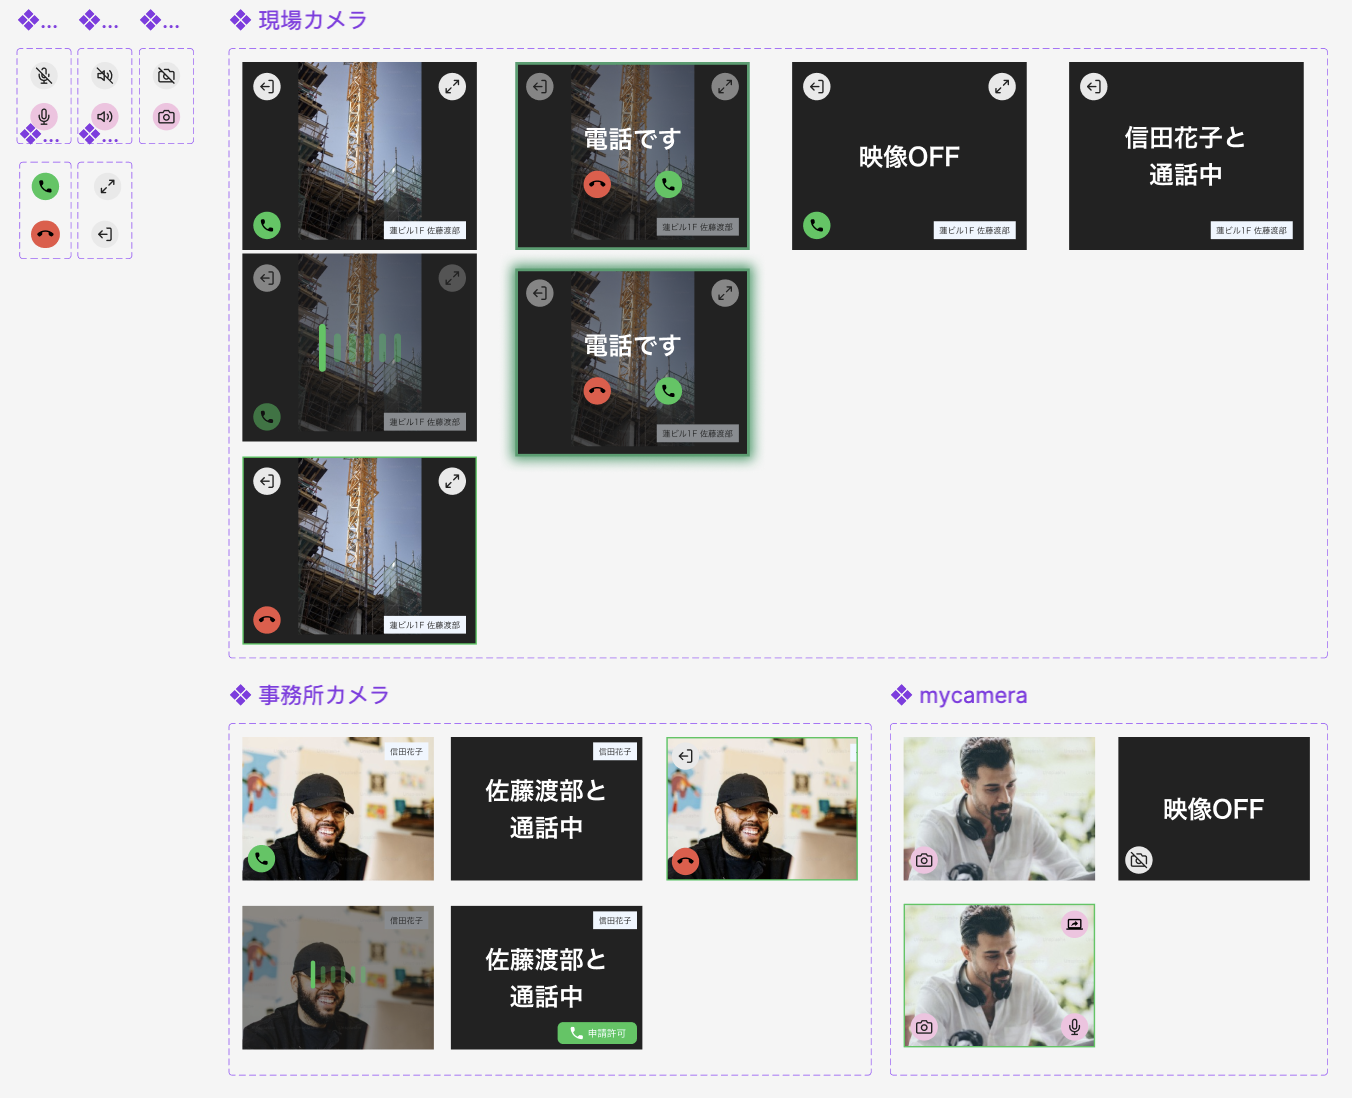 ...
...
...
現場カメラ
...
...
蓮ビル1F 佐藤渡部
電話です
蓮ビル1F 佐藤渡部
映像OFF
蓮ビル1F 佐藤渡部
信田花子と
通話中
蓮ビル1F 佐藤渡部
蓮ビル1F 佐藤渡部
電話です
蓮ビル1F 佐藤渡部
蓮ビル1F 佐藤渡部
事務所カメラ
信田花子
信田花子
佐藤渡部と
通話中
信田花子
信田花子
佐藤渡部と
通話中
申請許可
mycamera
映像OFF